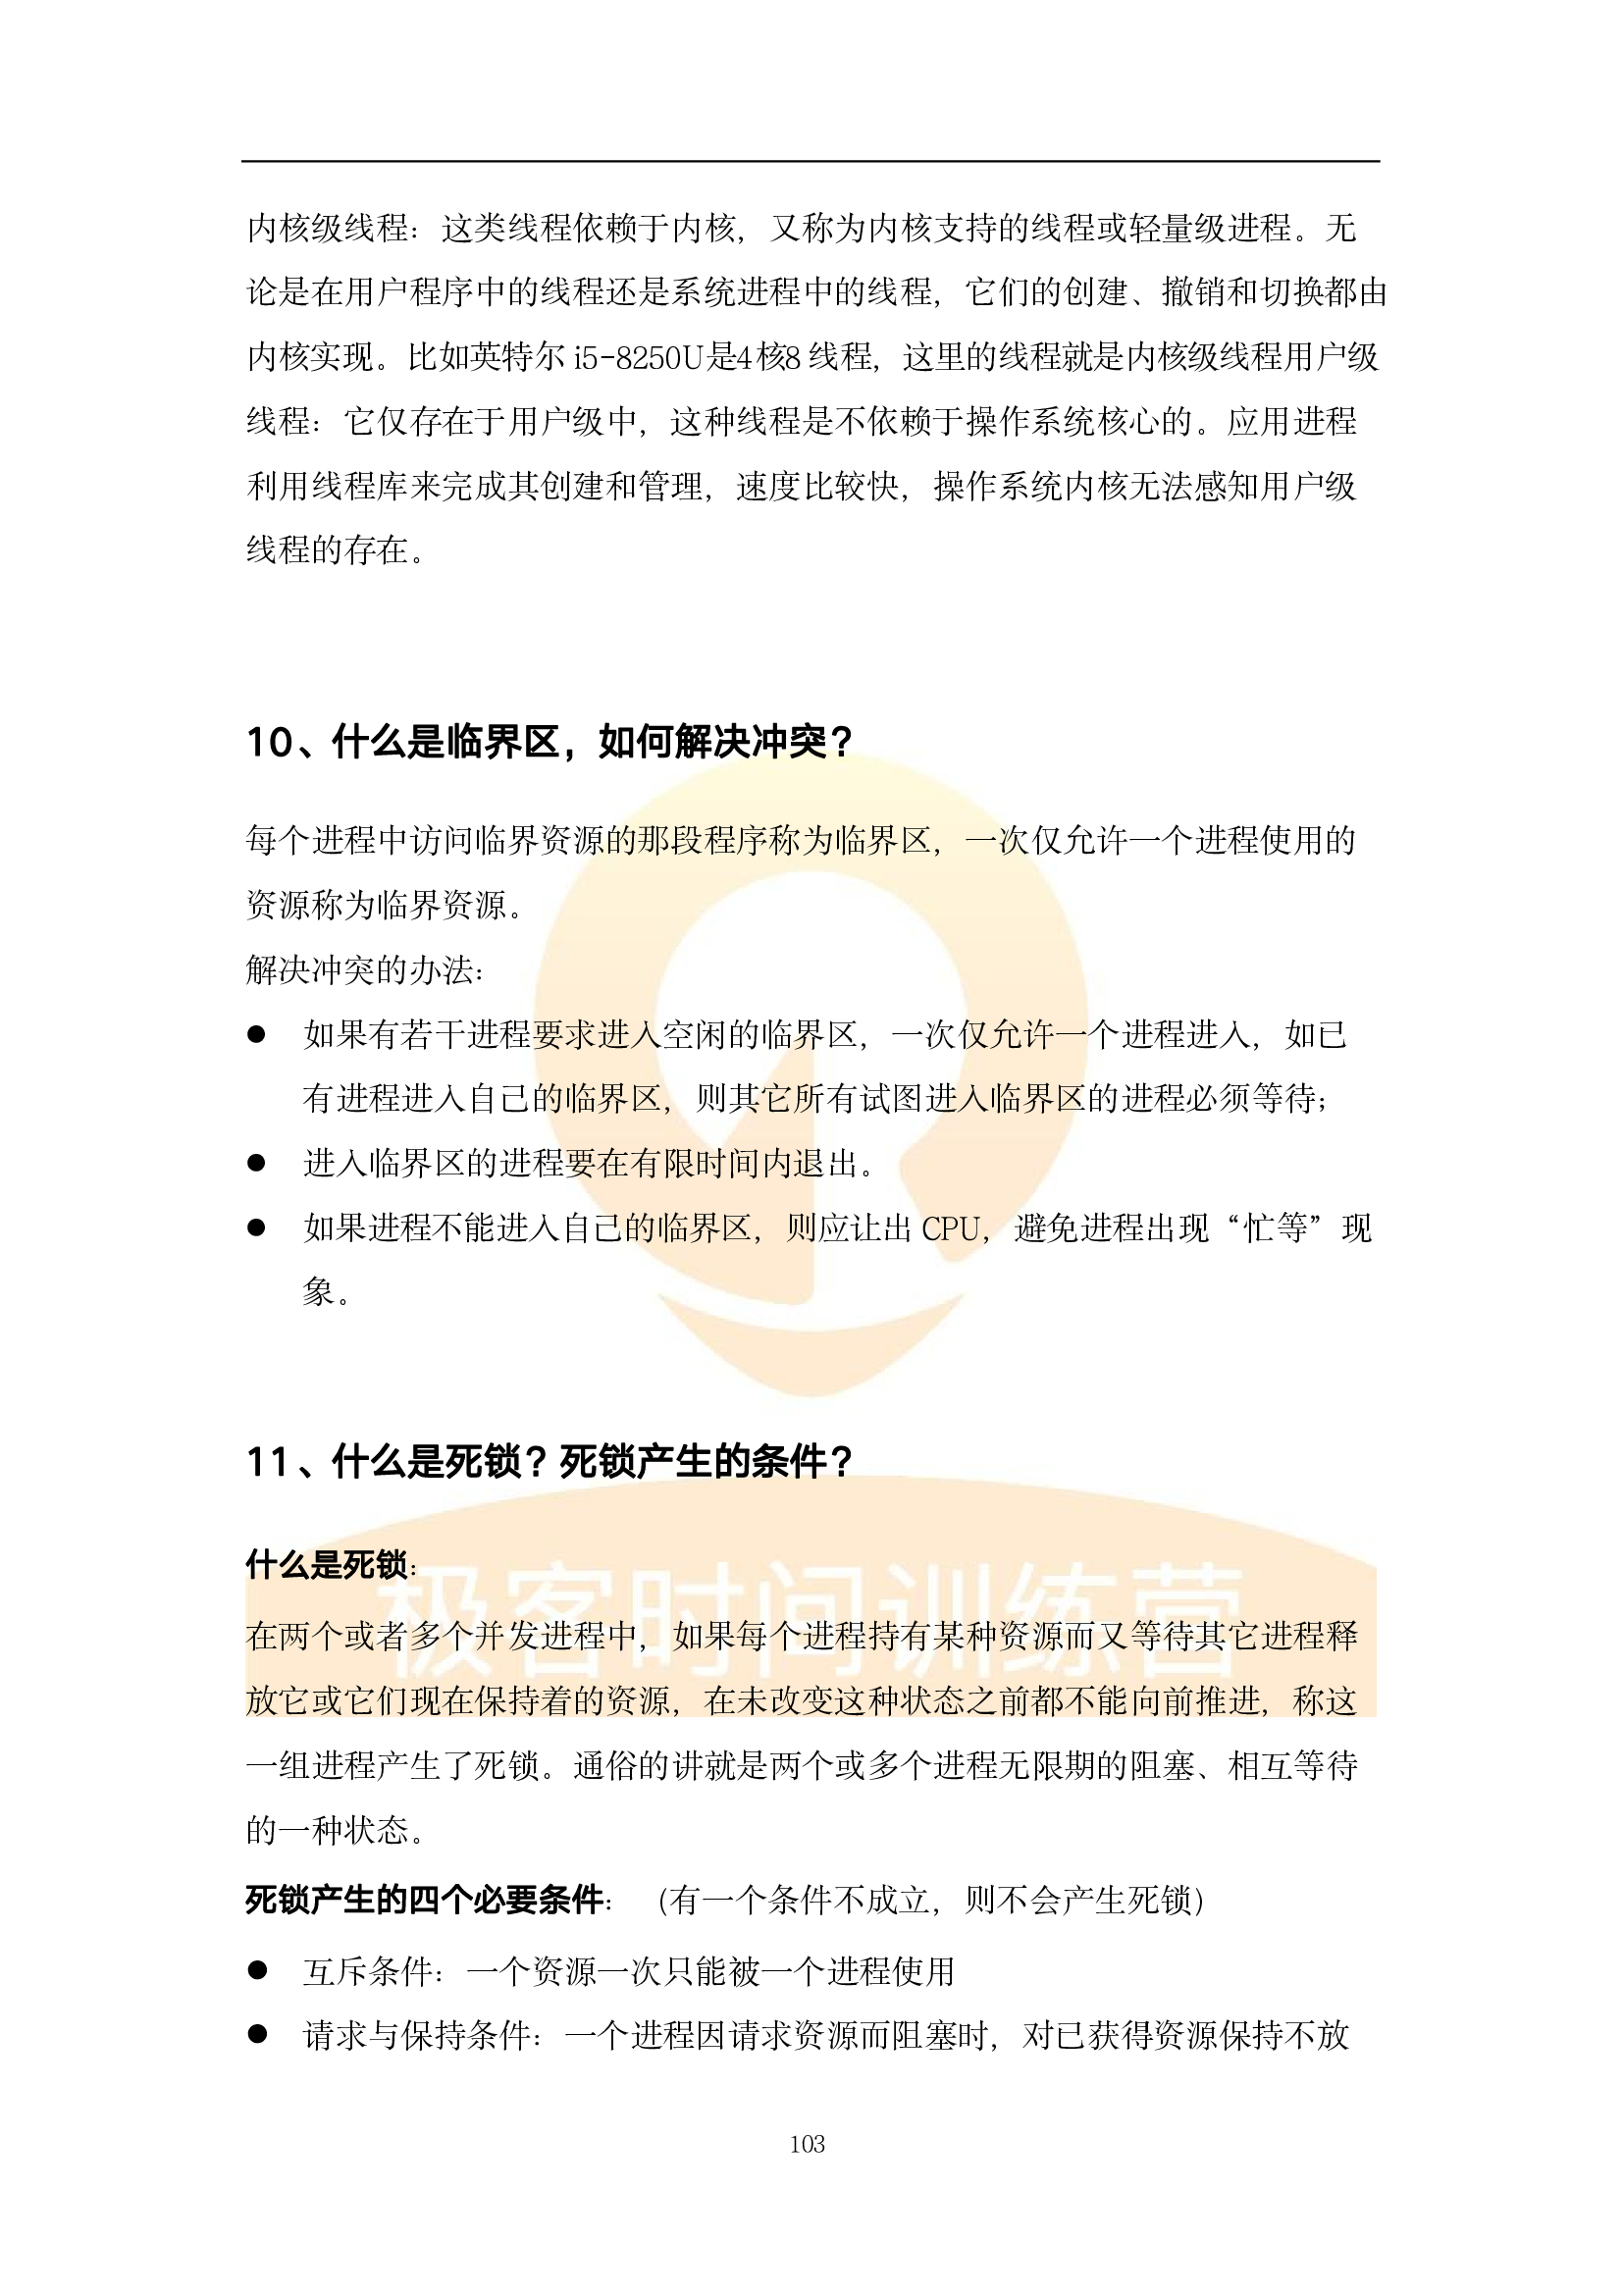 内核级线程：这类线程依赖于内核，又称为内核支持的线程或轻量级进程。无
论是在用户程序中的线程还是系统进程中的线程，它们的创建、撤销和切换都由
内核实现。比如英特尔 i5-8250U是4核8 线程，这里的线程就是内核级线程用户级
线程：它仅存在于用户级中，这种线程是不依赖于操作系统核心的。应用进程
利用线程库来完成其创建和管理，速度比较快，操作系统内核无法感知用户级
线程的存在。
10、什么是临界区，如何解决冲突？
每个进程中访问临界资源的那段程序称为临界区，一次仅允许一个进程使用的
资源称为临界资源。
解决冲突的办法：
● 如果有若干进程要求进入空闲的临界区，一次仅允许一个进程进入，如已
有进程进入自己的临界区，则其它所有试图进入临界区的进程必须等待；
● 进入临界区的进程要在有限时间内退出。
● 如果进程不能进入自己的临界区，则应让出 CPU，避免进程出现“忙等”现
象。
11、什么是死锁？死锁产生的条件？
什么是死锁：
极客时间训练营
在两个或者多个并发进程中，如果每个进程持有某种资源而又等待其它进程释
放它或它们现在保持着的资源，在未改变这种状态之前都不能向前推进，称这
一组进程产生了死锁。通俗的讲就是两个或多个进程无限期的阻塞、相互等待
的一种状态。
死锁产生的四个必要条件：（有一个条件不成立，则不会产生死锁）
● 互斥条件：一个资源一次只能被一个进程使用
● 请求与保持条件：一个进程因请求资源而阻塞时，对已获得资源保持不放
103